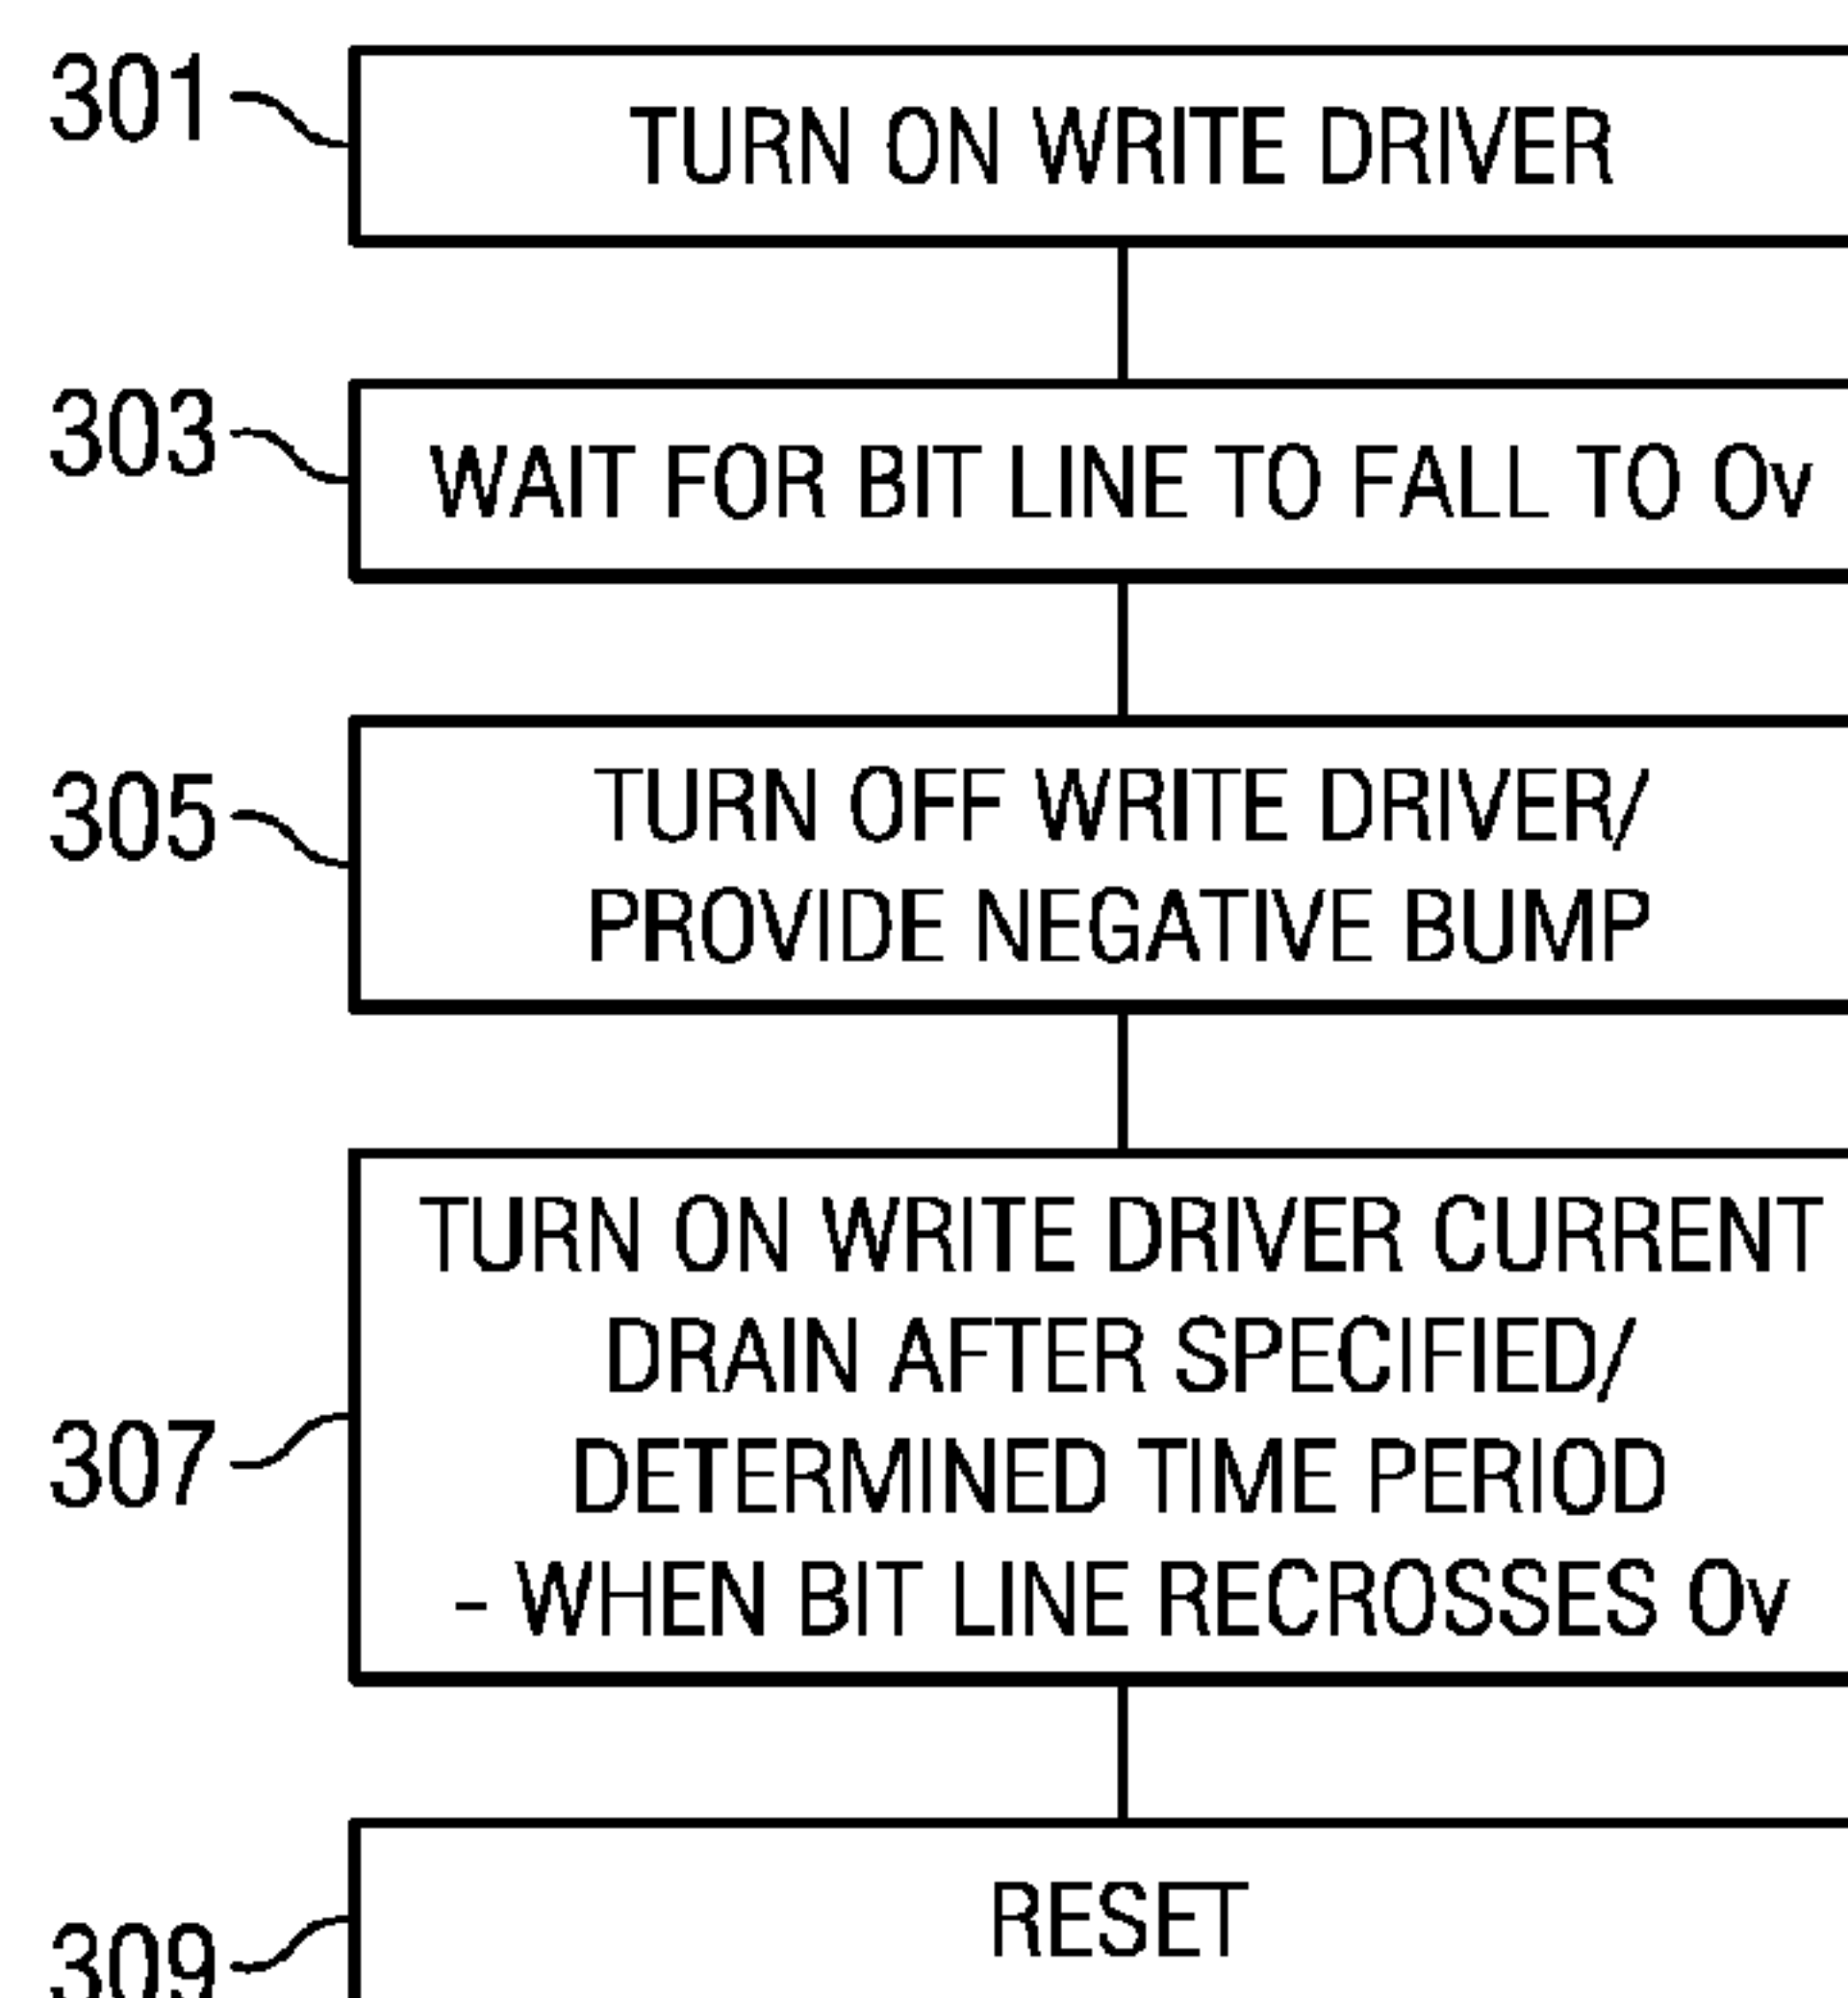 301
TURN ON WRITE DRIVER
303
WAIT FOR BIT LINE TO FALL TO 0v
305
TURN OFF WRITE DRIVER/
PROVIDE NEGATIVE BUMP
307
TURN ON WRITE DRIVER CURRENT
DRAIN AFTER SPECIFIED/
DETERMINED TIME PERIOD
- WHEN BIT LINE RECROSSES 0v
309
RESET